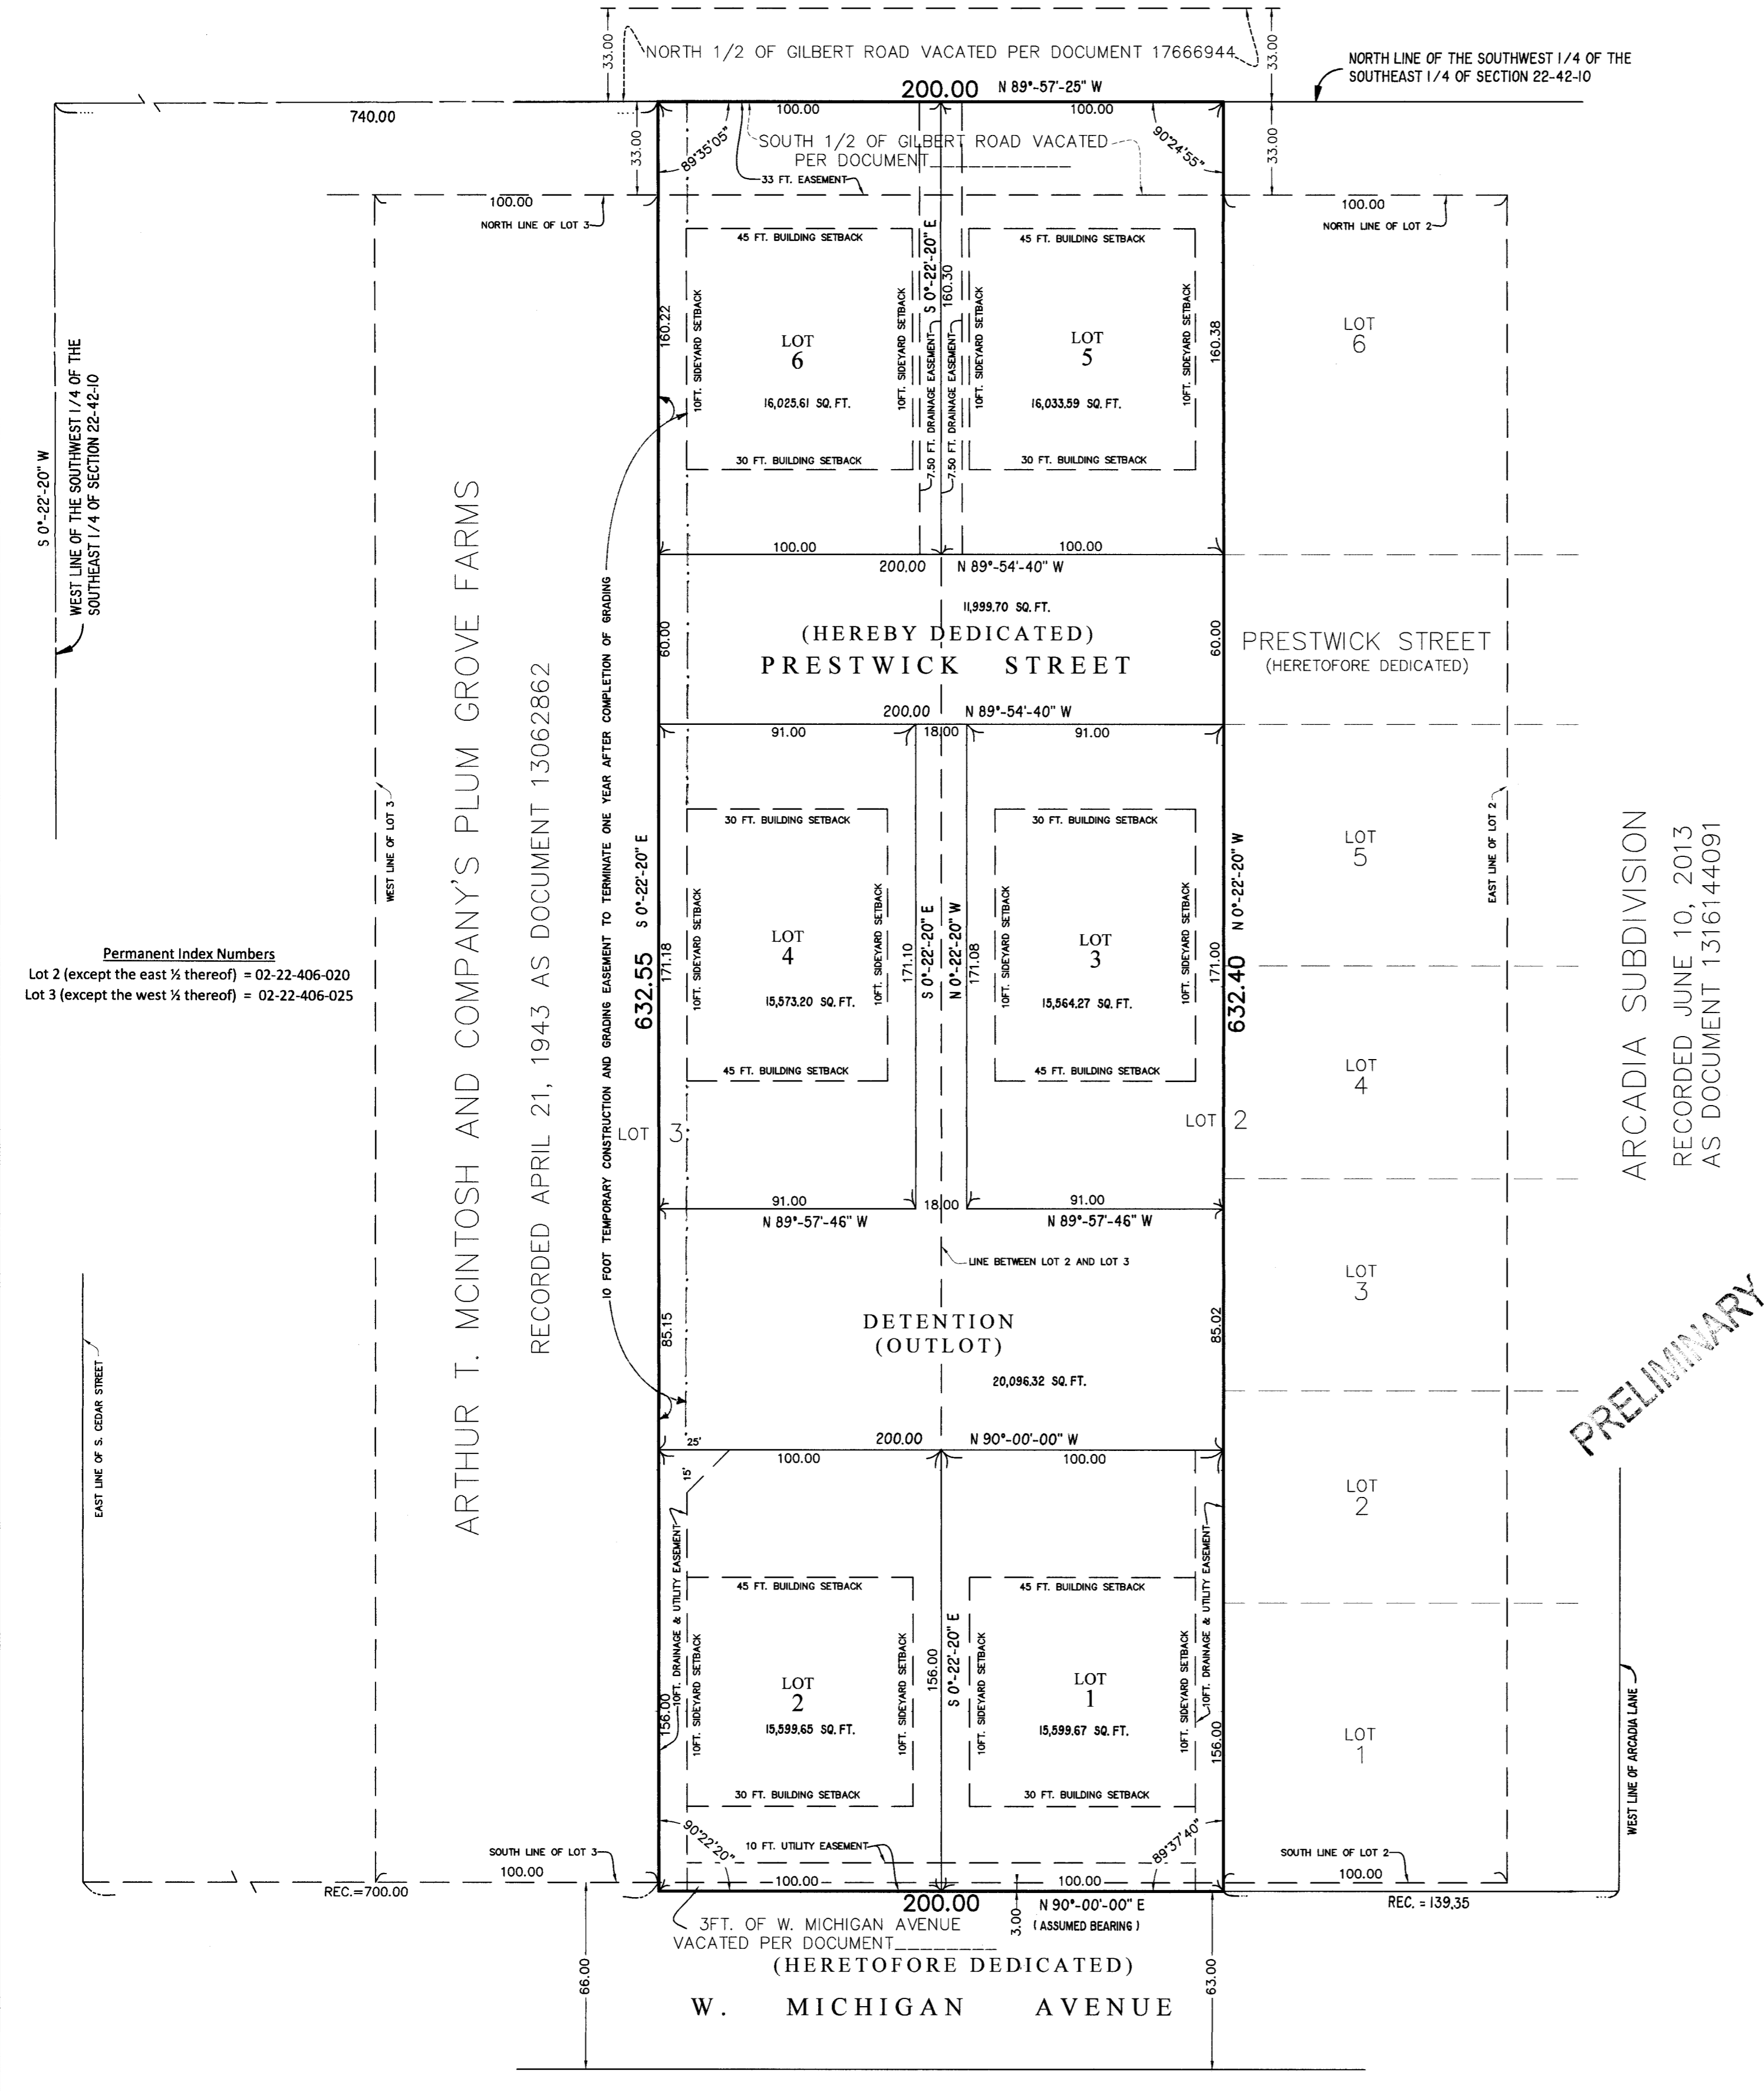 33.00
NORTH 1/2 OF GILBERT ROAD VACATED PER DOCUMENT 17666944
33.00
NORTH LINE OF THE SOUTHWEST 1/4 OF THE
SOUTHEAST 1/4 OF SECTION 22-42-10
200.00 N 89°-57'-25" W
740.00
100.00
100.00
33.00
89°35'05"
SOUTH 1/2 OF GILBERT ROAD VACATED
PER DOCUMENT_______________
90°24'55"
33.00
33 FT. EASEMENT
100.00
NORTH LINE OF LOT 3
100.00
NORTH LINE OF LOT 2
45 FT. BUILDING SETBACK
45 FT. BUILDING SETBACK
S 0°-22'-20" E
160.30
160.22
10FT. SIDEYARD SETBACK
LOT
6
16,025.61 SQ. FT.
10FT. SIDEYARD SETBACK
7.50 FT. DRAINAGE EASEMENT
7.50 FT. DRAINAGE EASEMENT
10FT. SIDEYARD SETBACK
LOT
5
16,033.59 SQ. FT.
10FT. SIDEYARD SETBACK
160.38
LOT
6
30 FT. BUILDING SETBACK
30 FT. BUILDING SETBACK
S 0°-22'-20" W
WEST LINE OF THE SOUTHWEST 1/4 OF THE
SOUTHEAST 1/4 OF SECTION 22-42-10
100.00
100.00
200.00 N 89°-54'-40" W
11,999.70 SQ. FT.
(HEREBY DEDICATED)
PRESTWICK STREET
60.00
60.00
PRESTWICK STREET
(HERETOFORE DEDICATED)
200.00 N 89°-54'-40" W
91.00
18.00
91.00
WEST LINE OF LOT 3
ARTHUR T. MCINTOSH AND COMPANY'S PLUM GROVE FARMS
RECORDED APRIL 21, 1943 AS DOCUMENT 13062862
10 FOOT TEMPORARY CONSTRUCTION AND GRADING EASEMENT TO TERMINATE ONE YEAR AFTER COMPLETION OF GRADING
632.55 S 0°-22'-20" E
171.18
30 FT. BUILDING SETBACK
30 FT. BUILDING SETBACK
10FT. SIDEYARD SETBACK
LOT
4
15,573.20 SQ. FT.
10FT. SIDEYARD SETBACK
171.10
S 0°-22'-20" E
N 0°-22'-20" W
171.08
10FT. SIDEYARD SETBACK
LOT
3
15,564.27 SQ. FT.
10FT. SIDEYARD SETBACK
171.00
632.40 N 0°-22'-20" W
45 FT. BUILDING SETBACK
45 FT. BUILDING SETBACK
LOT
5
EAST LINE OF LOT 2
LOT
4
ARCADIA SUBDIVISION
RECORDED JUNE 10, 2013
AS DOCUMENT 1316144091
Permanent Index Numbers
Lot 2 (except the east ½ thereof) = 02-22-406-020
Lot 3 (except the west ½ thereof) = 02-22-406-025
LOT 3
LOT 2
91.00
18.00
91.00
N 89°-57'-46" W
N 89°-57'-46" W
LINE BETWEEN LOT 2 AND LOT 3
LOT
3
85.15
DETENTION
(OUTLOT)
20,096.32 SQ. FT.
85.02
PRELIMINARY
EAST LINE OF S. CEDAR STREET
25'
200.00 N 90°-00'-00" W
100.00
100.00
15'
LOT
2
10FT. DRAINAGE & UTILITY EASEMENT
10FT. DRAINAGE & UTILITY EASEMENT
45 FT. BUILDING SETBACK
45 FT. BUILDING SETBACK
156.00
10FT. SIDEYARD SETBACK
LOT
2
15,599.65 SQ. FT.
10FT. SIDEYARD SETBACK
156.00
S 0°-22'-20" E
10FT. SIDEYARD SETBACK
LOT
1
15,599.67 SQ. FT.
10FT. SIDEYARD SETBACK
156.00
LOT
1
WEST LINE OF ARCADIA LANE
30 FT. BUILDING SETBACK
30 FT. BUILDING SETBACK
90°22'20"
10 FT. UTILITY EASEMENT
89°37'40"
SOUTH LINE OF LOT 3
100.00
SOUTH LINE OF LOT 2
100.00
REC.=700.00
100.00
100.00
REC. = 139.35
200.00 N 90°-00'-00" E
(ASSUMED BEARING)
3.00
3FT. OF W. MICHIGAN AVENUE
VACATED PER DOCUMENT___________
(HERETOFORE DEDICATED)
W. MICHIGAN AVENUE
66.00
63.00